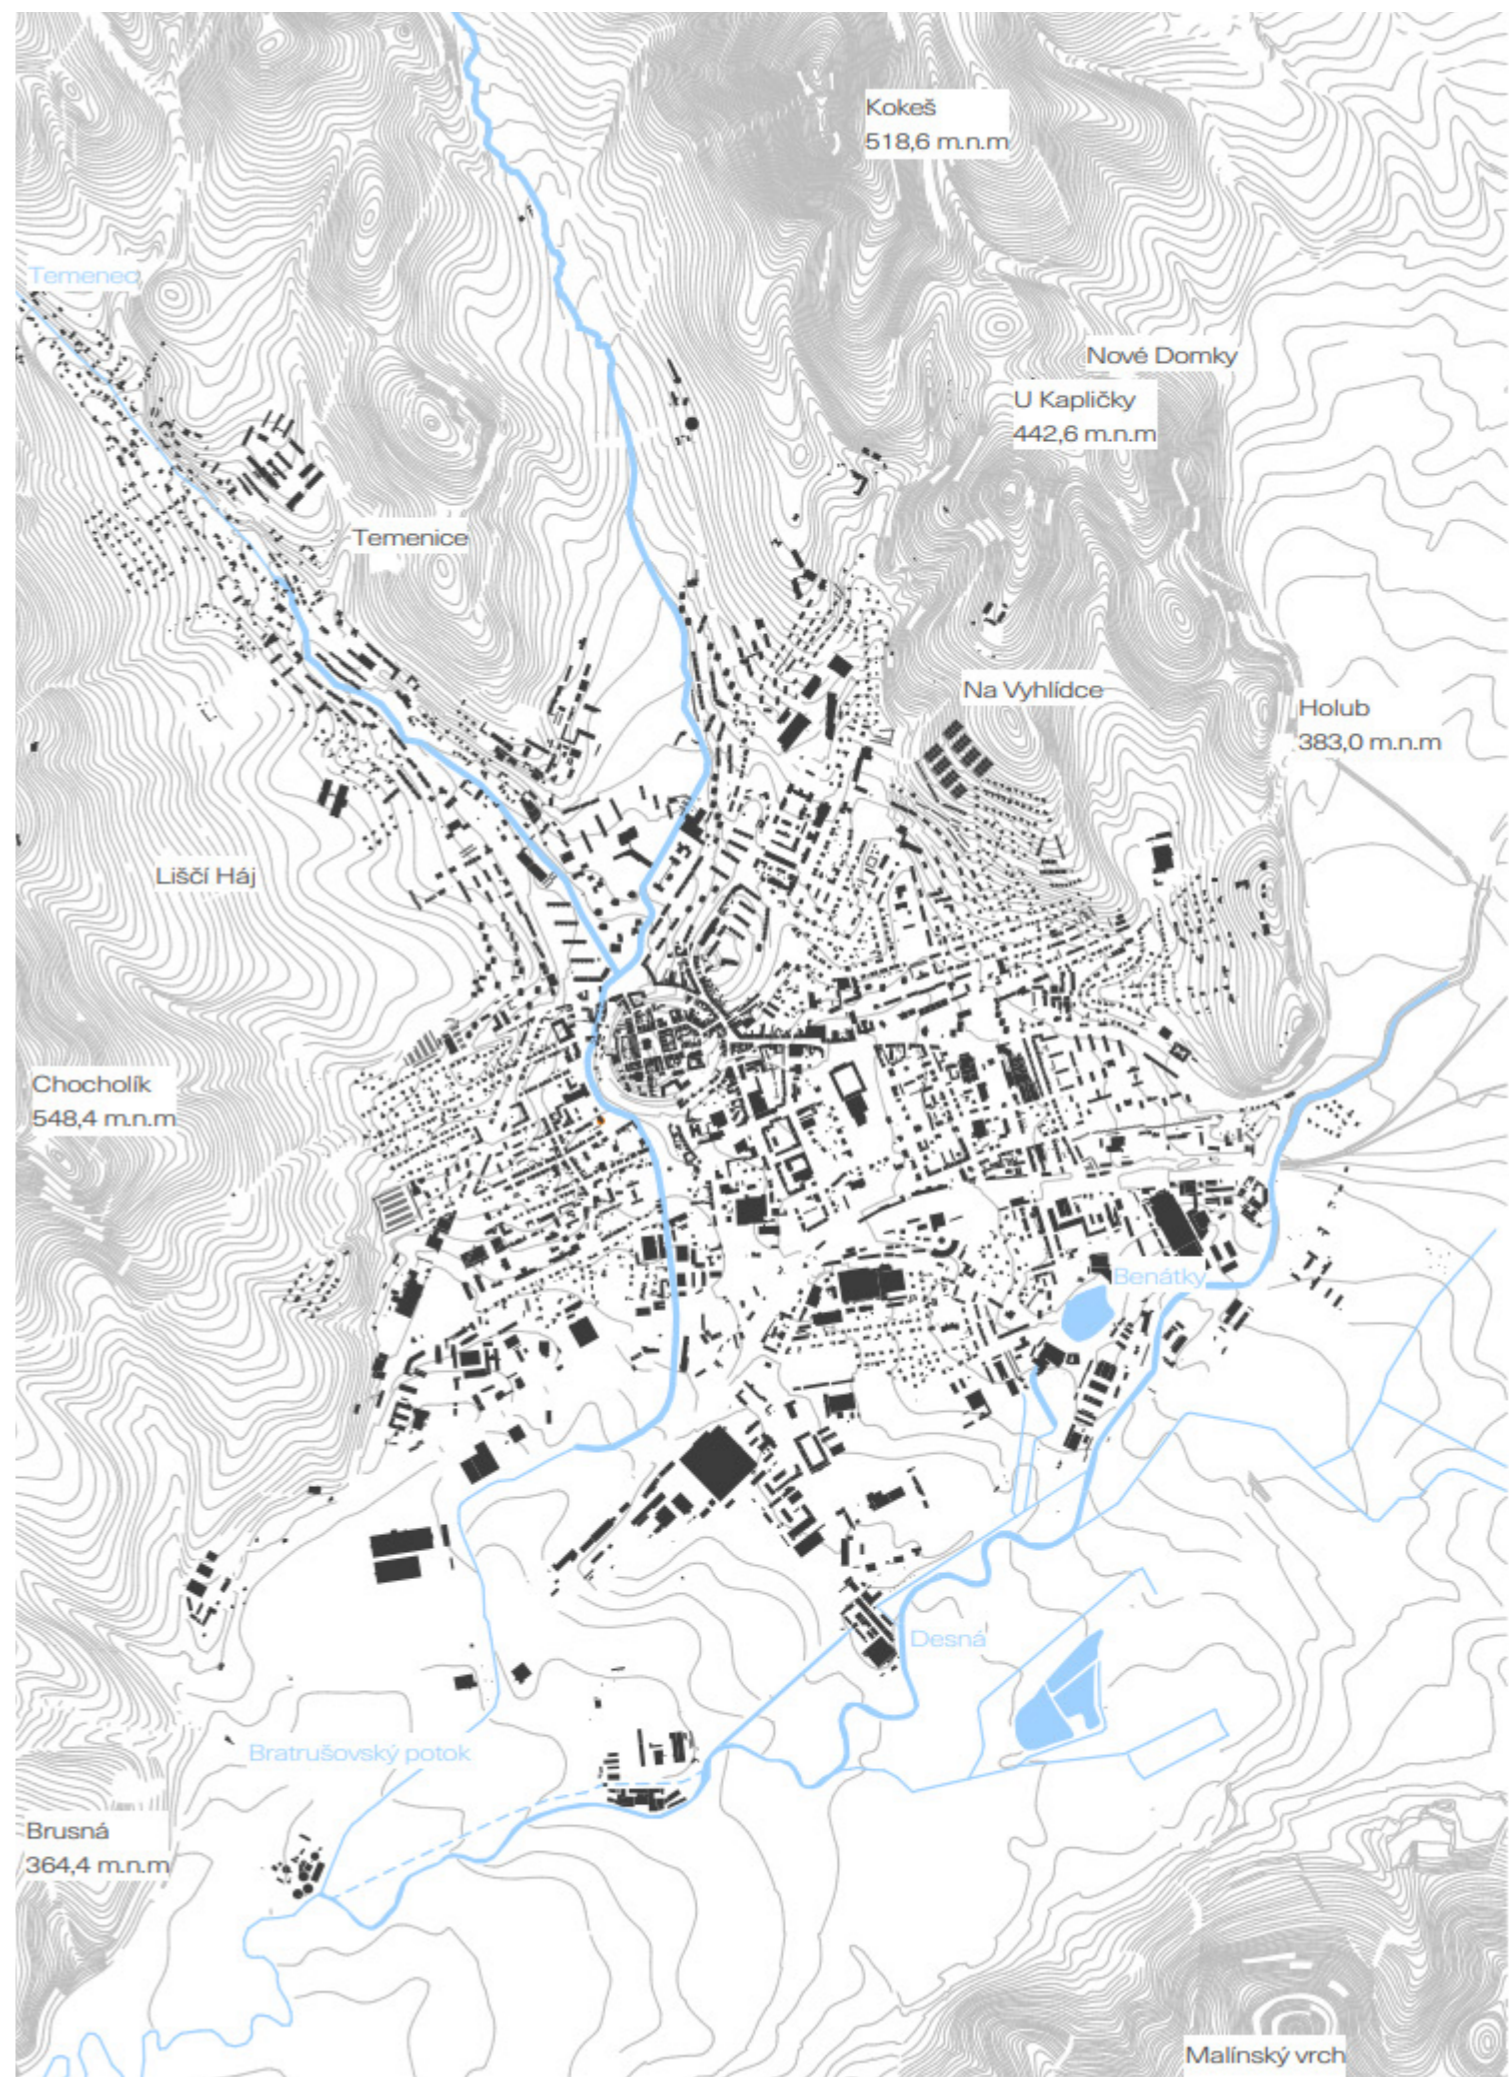 Kokeš
518,6 m.n.m
Temenec
Nové Domky
U Kapličky
442,6 m.n.m
Temenice
Na Vyhlídce
Holub
383,0 m.n.m
Liščí Háj
Chocholík
548,4 m.n.m
Benátky
Desná
Bratrušovský potok
Brusná
364,4 m.n.m
Malínský vrch